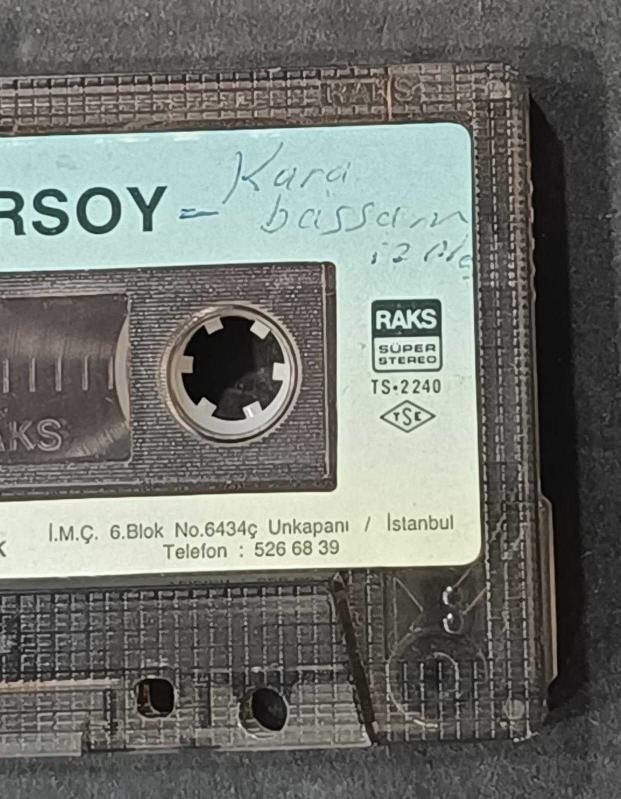 RAKS
RSOY - Kara
bassam
RAKS
SÜPER
STEREO
TS•2240
TSE
AKS
İ.M.Ç. 6.Blok No.6434ç Unkapanı / İstanbul
Telefon : 526 68 39